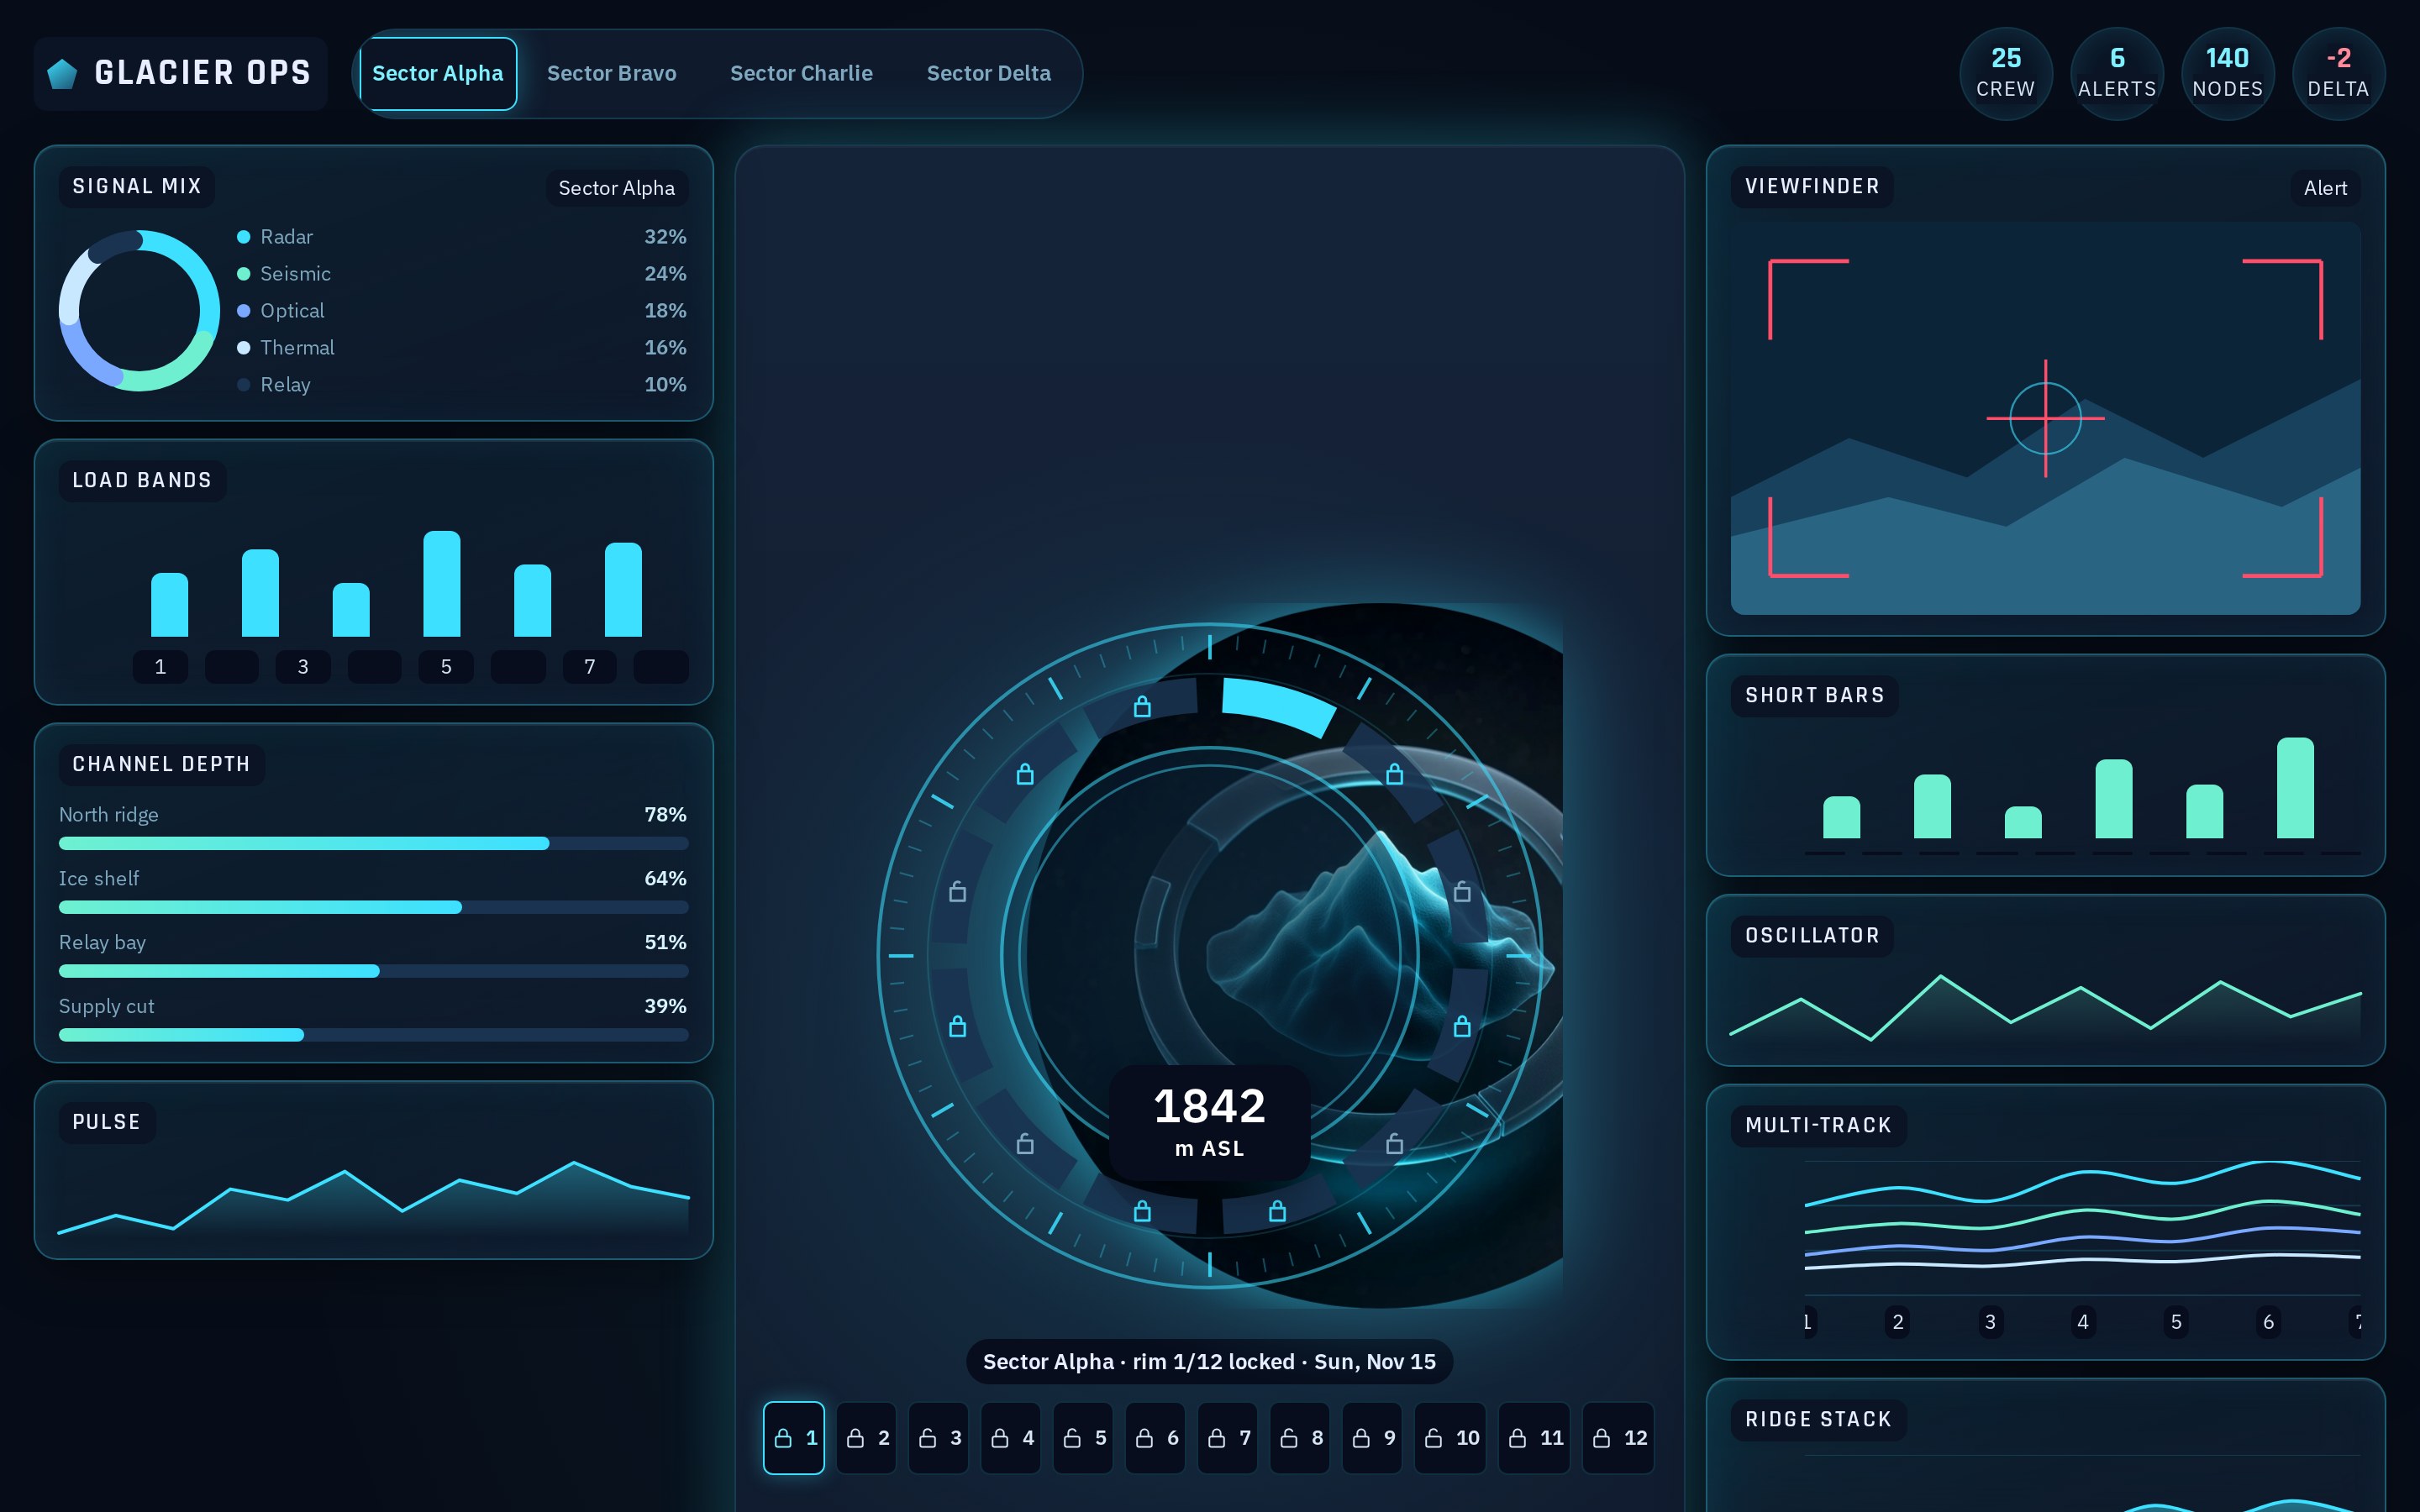 GLACIER OPS
Sector Alpha Sector Bravo Sector Charlie Sector Delta
25 CREW
6 ALERTS
140 NODES
-2 DELTA
SIGNAL MIX
Sector Alpha
Radar 32%
Seismic 24%
Optical 18%
Thermal 16%
Relay 10%
LOAD BANDS
1 3 5 7
CHANNEL DEPTH
North ridge 78%
Ice shelf 64%
Relay bay 51%
Supply cut 39%
PULSE
1842
m ASL
Sector Alpha · rim 1/12 locked · Sun, Nov 15
1 2 3 4 5 6 7 8 9 10 11 12
VIEWFINDER
Alert
SHORT BARS
OSCILLATOR
MULTI-TRACK
1 2 3 4 5 6 7
RIDGE STACK